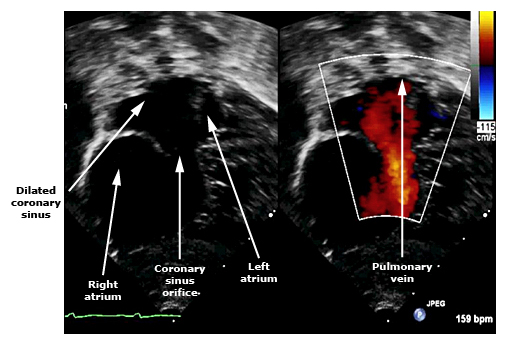 -115
cm/s
Dilated
coronary
sinus
Right
atrium
Coronary
sinus
orifice
Left
atrium
Pulmonary
vein
JPEG
159 bpm